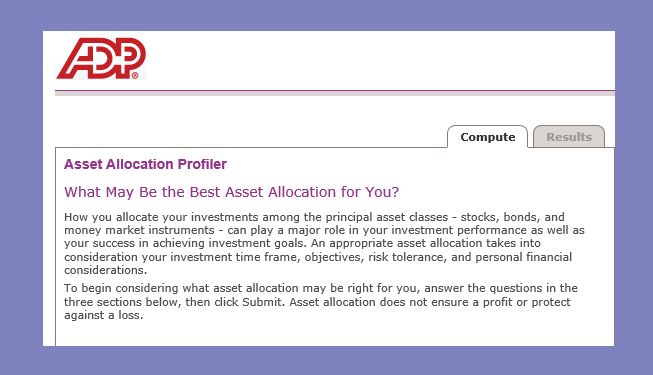 ADP®
Compute
Results
Asset Allocation Profiler
What May Be the Best Asset Allocation for You?
How you allocate your investments among the principal asset classes - stocks, bonds, and
money market instruments - can play a major role in your investment performance as well as
your success in achieving investment goals. An appropriate asset allocation takes into
consideration your investment time frame, objectives, risk tolerance, and personal financial
considerations.
To begin considering what asset allocation may be right for you, answer the questions in the
three sections below, then click Submit. Asset allocation does not ensure a profit or protect
against a loss.